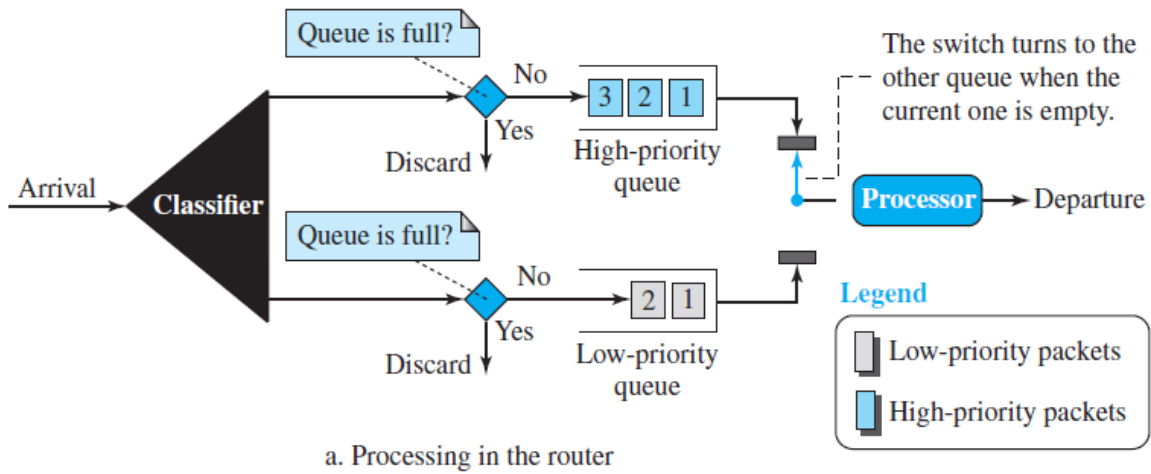 Queue is full?
No
3 2 1
Yes
Discard
High-priority
queue
The switch turns to the
other queue when the
current one is empty.
Arrival
Classifier
Processor
Departure
Queue is full?
No
2 1
Yes
Discard
Low-priority
queue
Legend
Low-priority packets
High-priority packets
a. Processing in the router